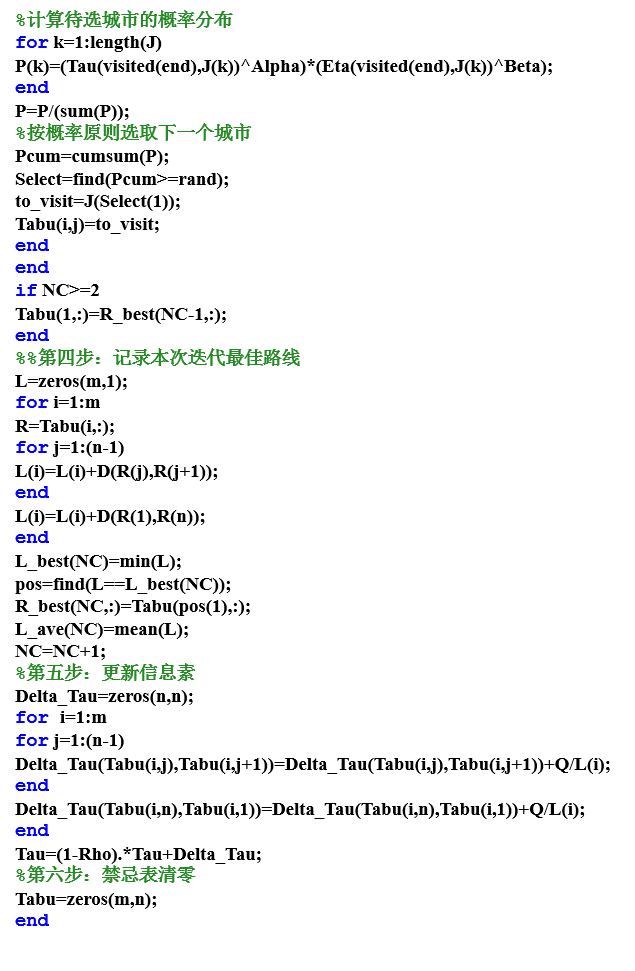 %计算待选城市的概率分布
for k=1:length(J)
P(k)=(Tau(visited(end),J(k))^Alpha)*(Eta(visited(end),J(k))^Beta);
end
P=P/(sum(P));
%按概率原则选取下一个城市
Pcum=cumsum(P);
Select=find(Pcum>=rand);
to_visit=J(Select(1));
Tabu(i,j)=to_visit;
end
end
if NC>=2
Tabu(1,:)=R_best(NC-1,:);
end
%%第四步：记录本次迭代最佳路线
L=zeros(m,1);
for i=1:m
R=Tabu(i,:);
for j=1:(n-1)
L(i)=L(i)+D(R(j),R(j+1));
end
L(i)=L(i)+D(R(1),R(n));
end
L_best(NC)=min(L);
pos=find(L==L_best(NC));
R_best(NC,:)=Tabu(pos(1),:);
L_ave(NC)=mean(L);
NC=NC+1;
%第五步：更新信息素
Delta_Tau=zeros(n,n);
for i=1:m
for j=1:(n-1)
Delta_Tau(Tabu(i,j),Tabu(i,j+1))=Delta_Tau(Tabu(i,j),Tabu(i,j+1))+Q/L(i);
end
Delta_Tau(Tabu(i,n),Tabu(i,1))=Delta_Tau(Tabu(i,n),Tabu(i,1))+Q/L(i);
end
Tau=(1-Rho).*Tau+Delta_Tau;
%第六步：禁忌表清零
Tabu=zeros(m,n);
end